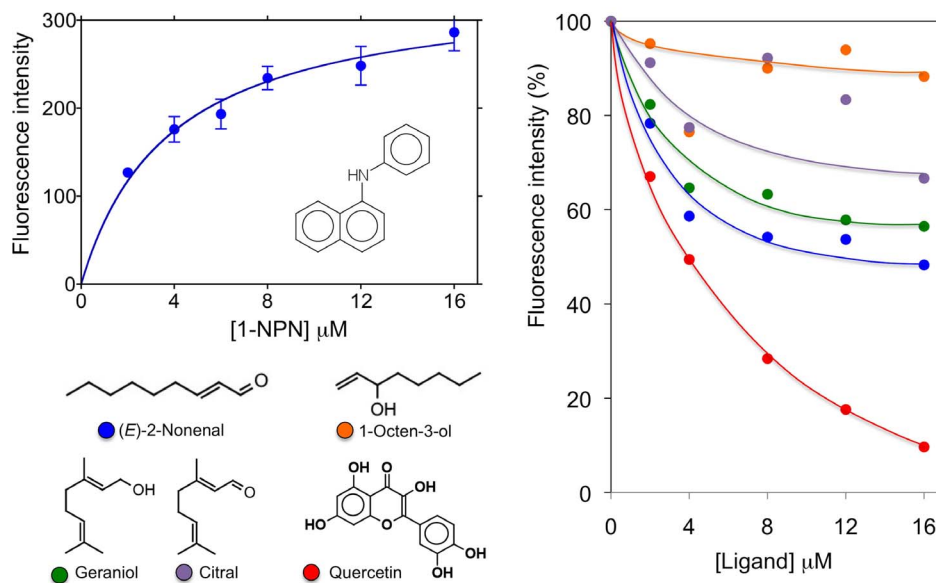 300
200
100
0
Fluorescence intensity
0 4 8 12 16
[1-NPN] μM
HN
100
80
60
40
20
0
Fluorescence intensity (%)
0 4 8 12 16
[Ligand] μM
O
(E)-2-Nonenal
OH
1-Octen-3-ol
OH
Geraniol
O
Citral
OH O
OH
HO O
OH
OH
Quercetin